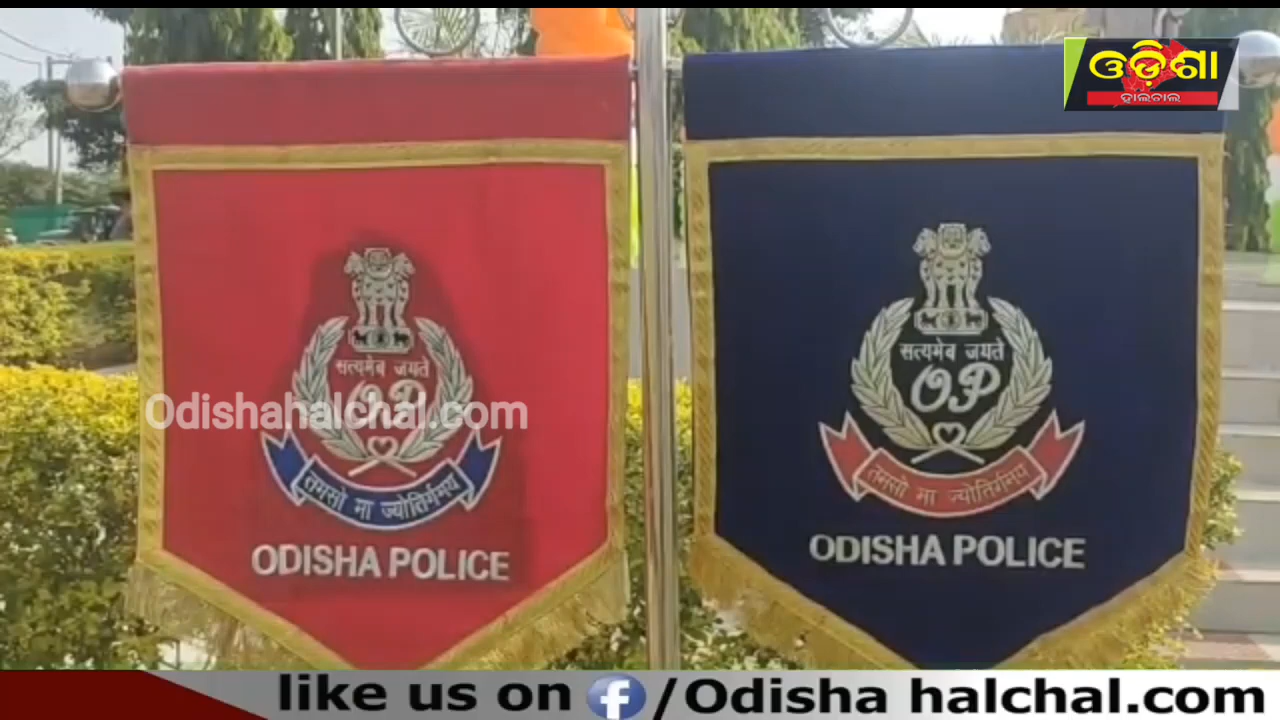 ଓଡ଼ିଶା
ହାଲଚାଲ
सत्यमेब जयते
OP
तमसो मा ज्योतिर्गमय
ODISHA POLICE
Odishahalchal.com
सत्यमेब जयते
OP
तमसो मा ज्योतिर्गमय
ODISHA POLICE
like us on f/Odisha halchal.com